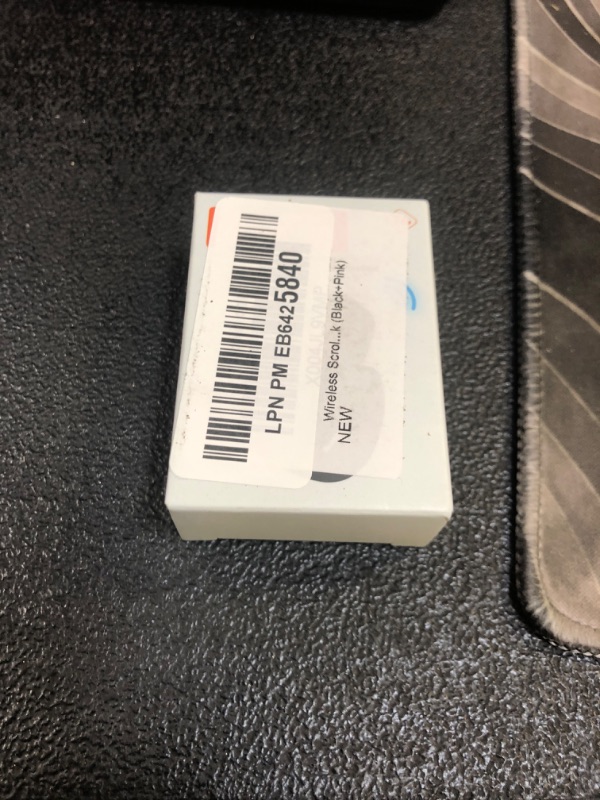 LPN PM EB6425840
Wireless Scrol...k (Black+Pink)
NEW